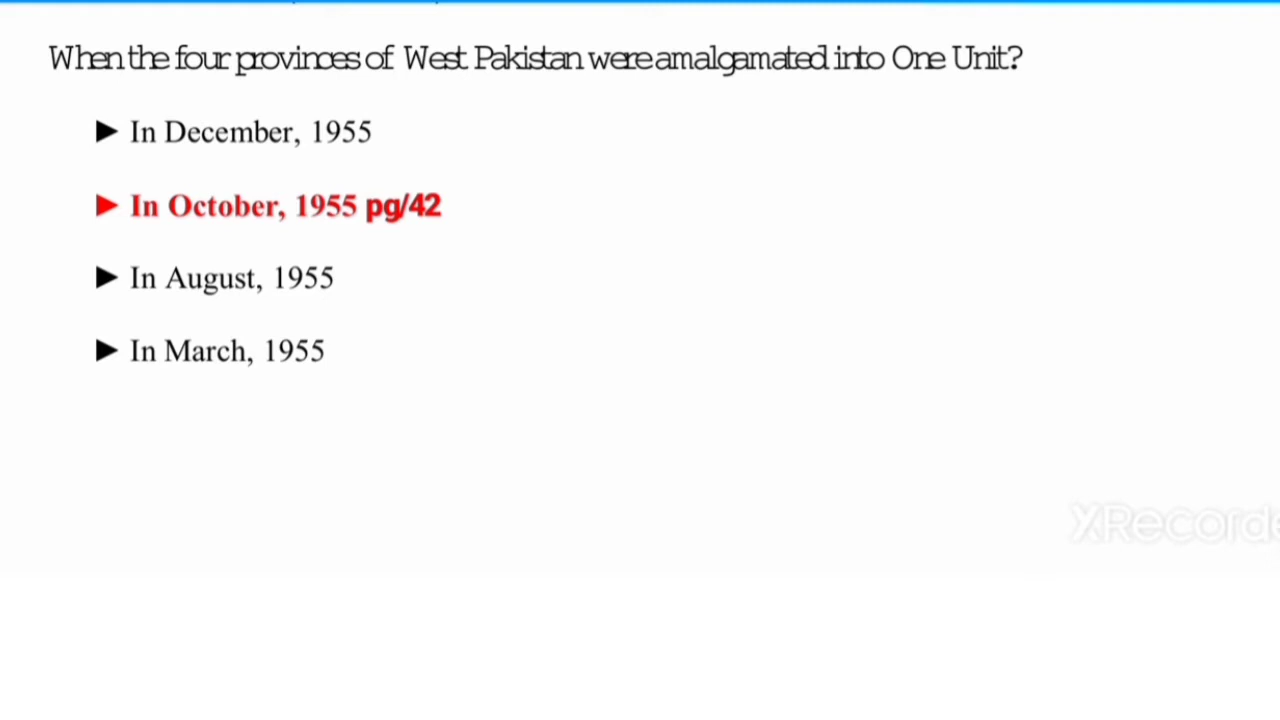 When the four provinces of West Pakistan were amalgamated into One Unit?
► In December, 1955
► In October, 1955 pg/42
► In August, 1955
► In March, 1955
XRecorde